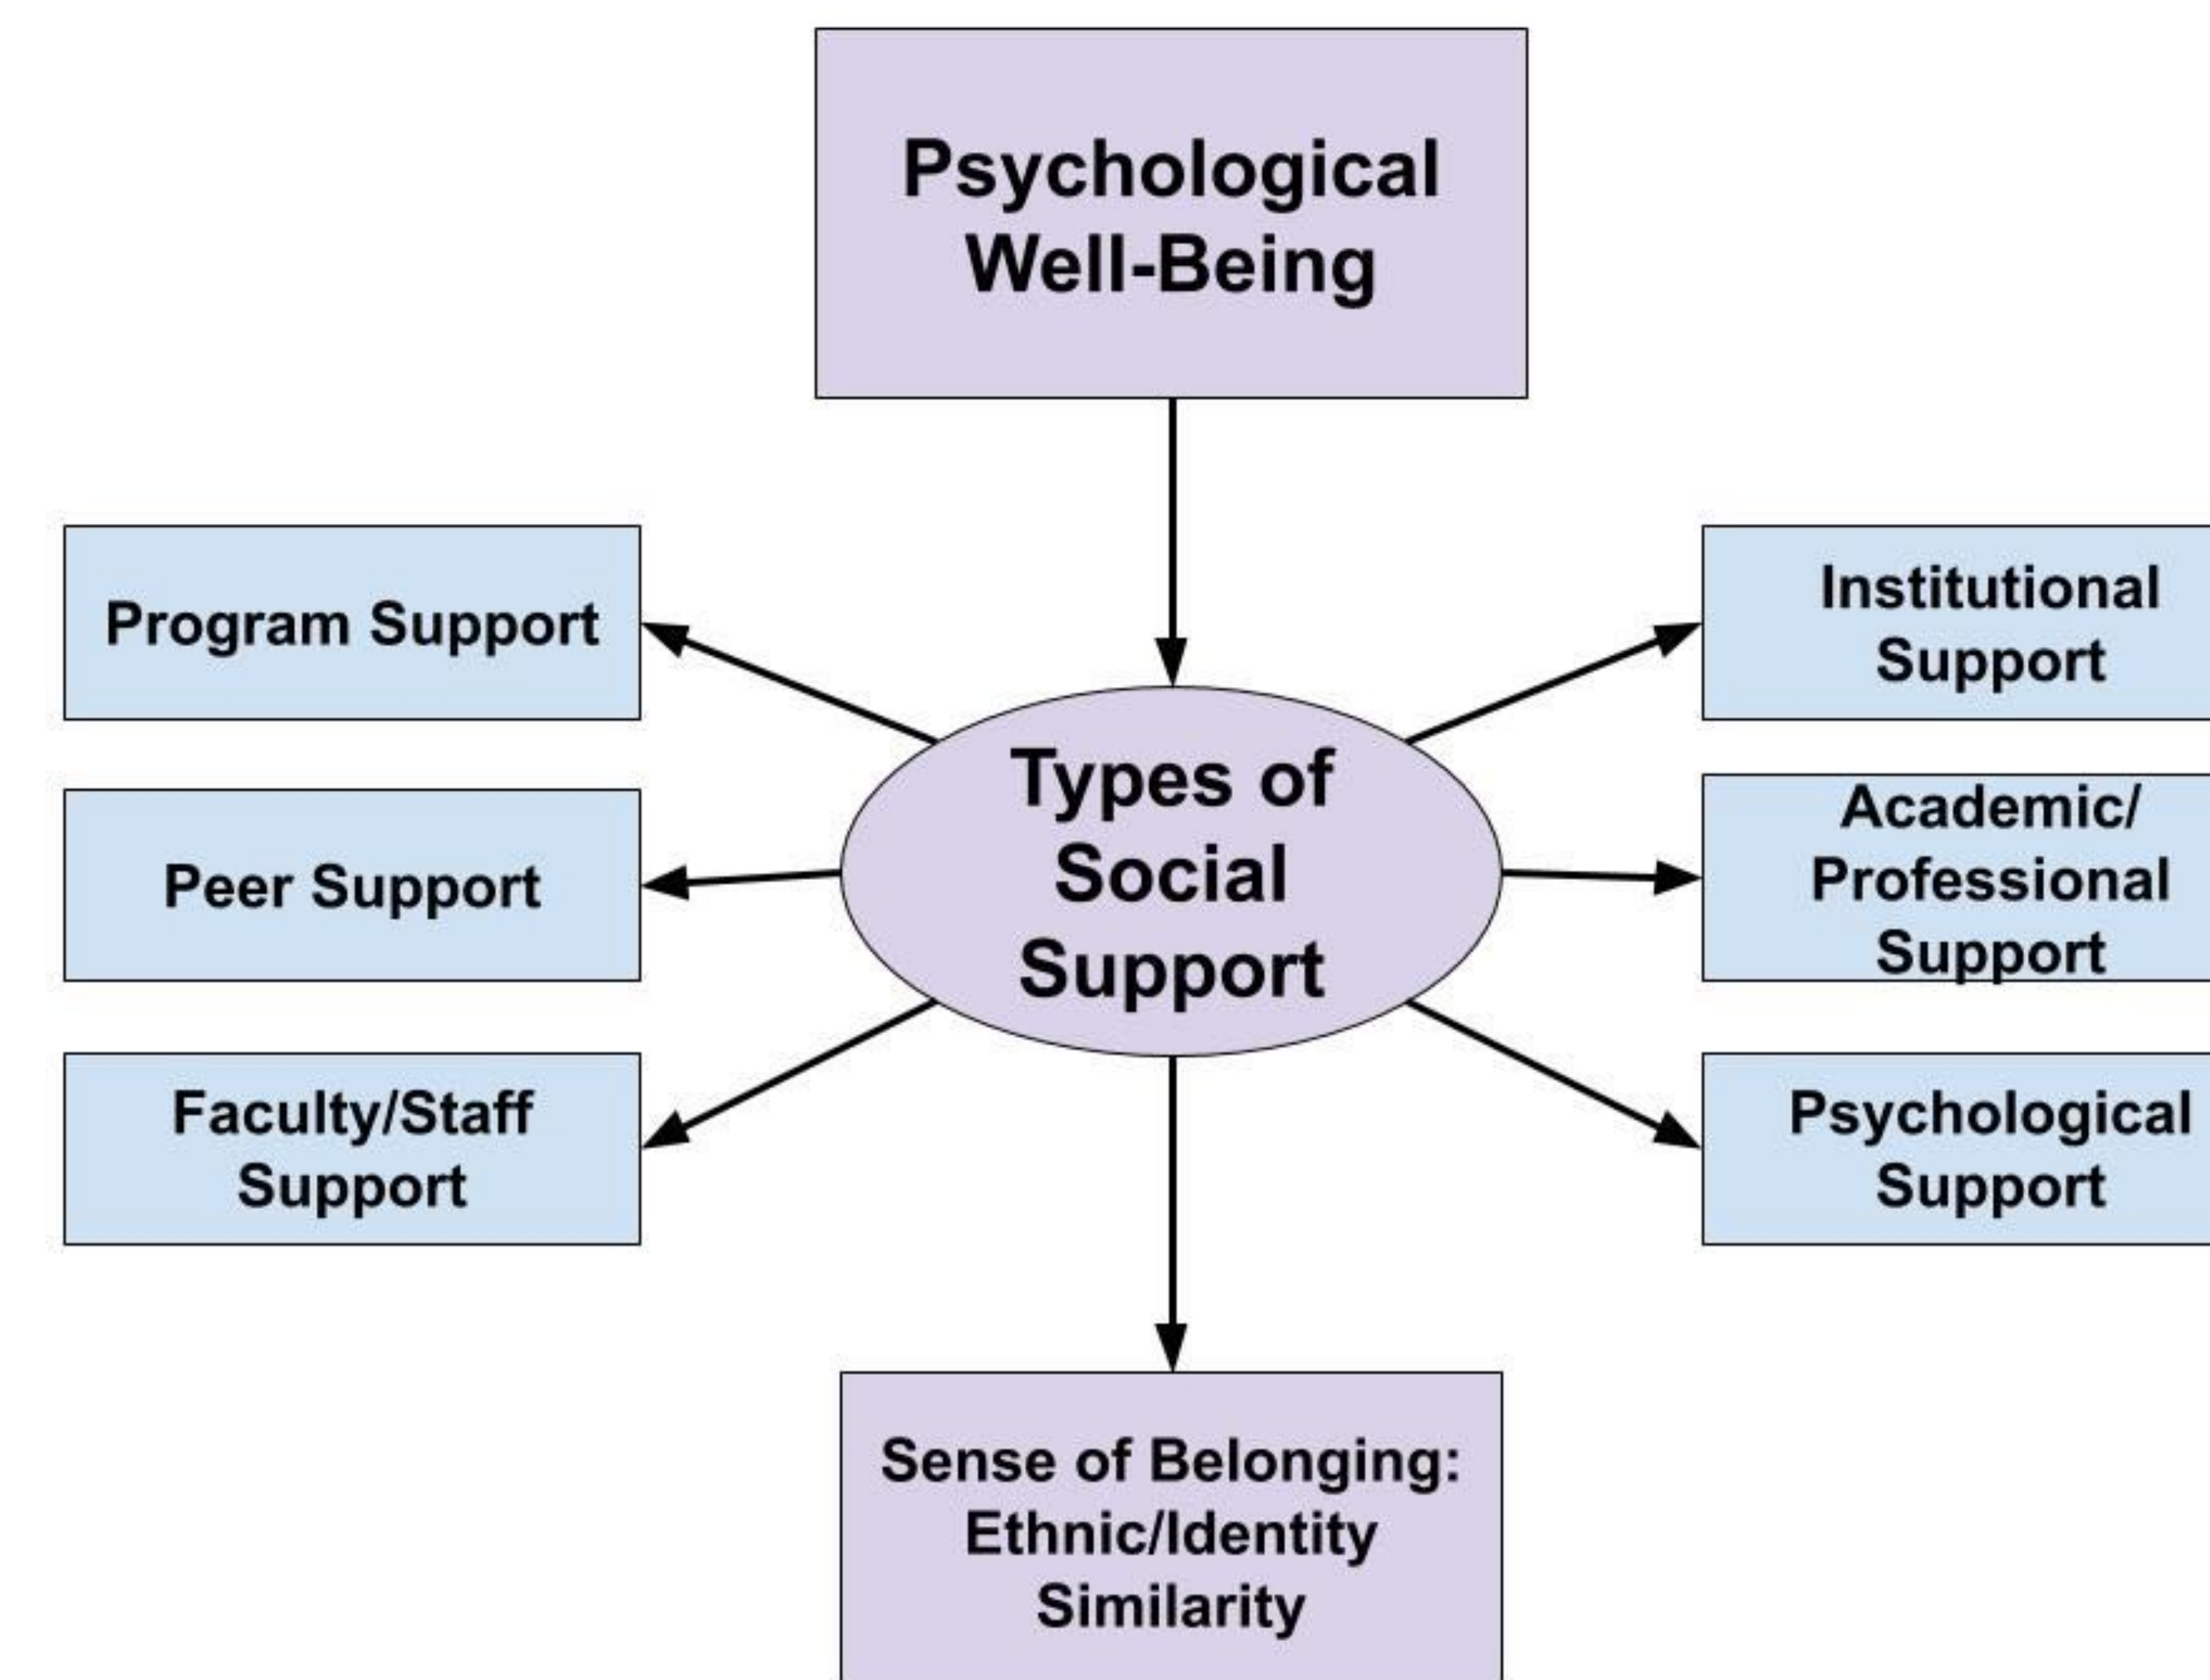 Psychological
Well-Being
Program Support
Institutional
Support
Types of
Social
Support
Peer Support
Academic/
Professional
Support
Faculty/Staff
Support
Psychological
Support
Sense of Belonging:
Ethnic/Identity
Similarity